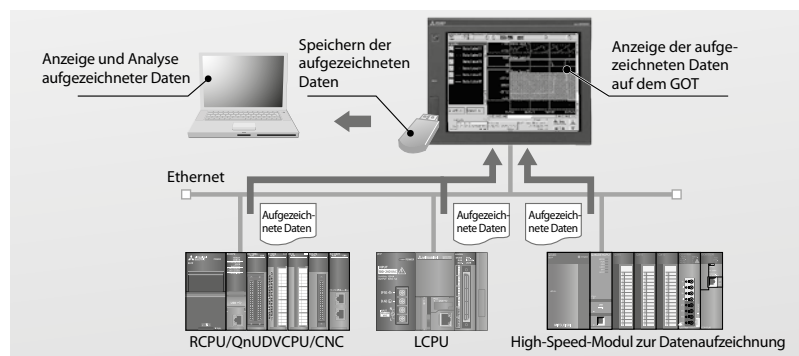 Anzeige und Analyse
aufgezeichneter Daten
Speichern der
aufgezeichneten
Daten
Anzeige der aufge-
zeichneten Daten
auf dem GOT
Ethernet
Aufgezeich-
nete Daten
Aufgezeich-
nete Daten
Aufgezeich-
nete Daten
RCPU/QnUDVCPU/CNC
LCPU
High-Speed-Modul zur Datenaufzeichnung